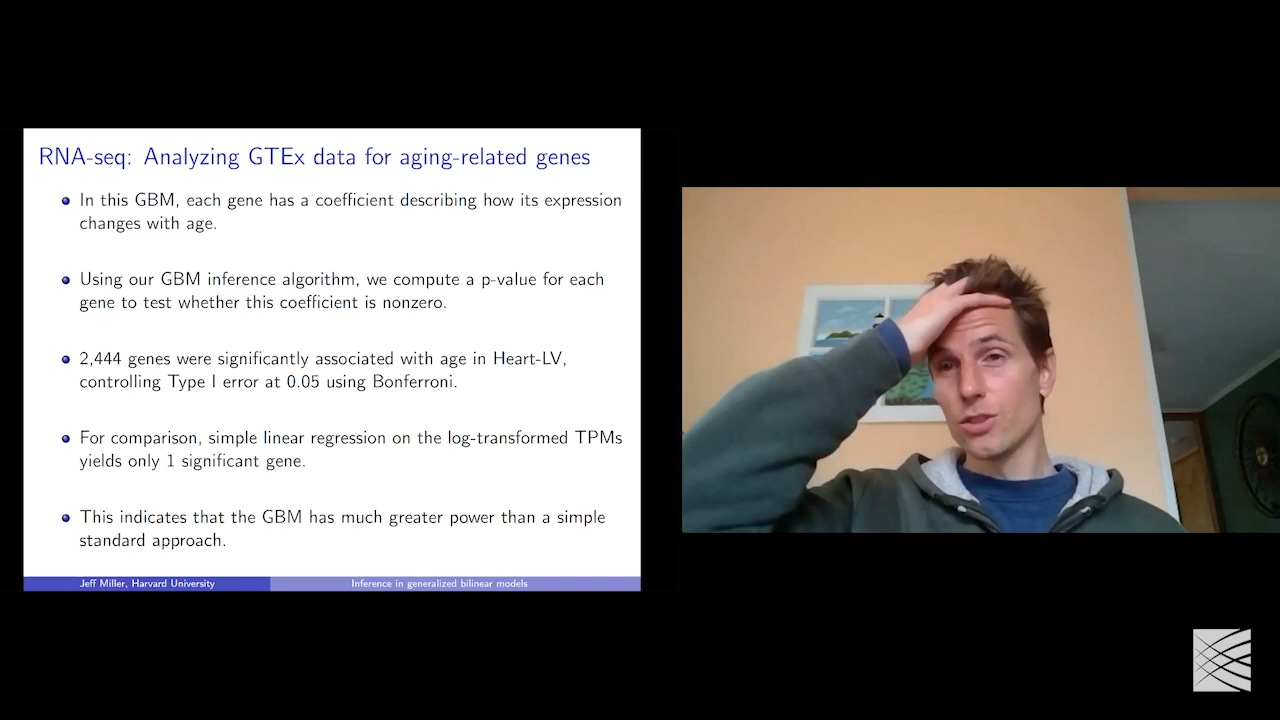 RNA-seq: Analyzing GTEx data for aging-related genes
In this GBM, each gene has a coefficient describing how its expression
changes with age.
Using our GBM inference algorithm, we compute a p-value for each
gene to test whether this coefficient is nonzero.
2,444 genes were significantly associated with age in Heart-LV,
controlling Type I error at 0.05 using Bonferroni.
For comparison, simple linear regression on the log-transformed TPMs
yields only 1 significant gene.
This indicates that the GBM has much greater power than a simple
standard approach.
Jeff Miller, Harvard University
Inference in generalized bilinear models